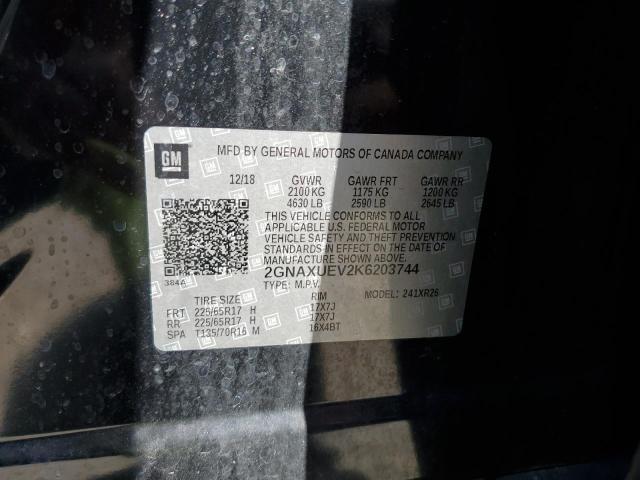 GM
MFD BY GENERAL MOTORS OF CANADA COMPANY
12/18 GVWR GAWR FRT GAWR RR
2100 KG 1175 KG 1200 KG
4630 LB 2590 LB 2645 LB
THIS VEHICLE CONFORMS TO ALL
APPLICABLE U.S. FEDERAL MOTOR
VEHICLE SAFETY AND THEFT PREVENTION
STANDARDS IN EFFECT ON THE DATE OF
MANUFACTURE SHOWN ABOVE.
384A 2GNAXUEV2K6203744
TYPE: M.P.V. MODEL: 241XR26
TIRE SIZE RIM
FRT 225/65R17 H 17X7J
RR 225/65R17 H 17X7J
SPA T135/70R16 M 16X4BT